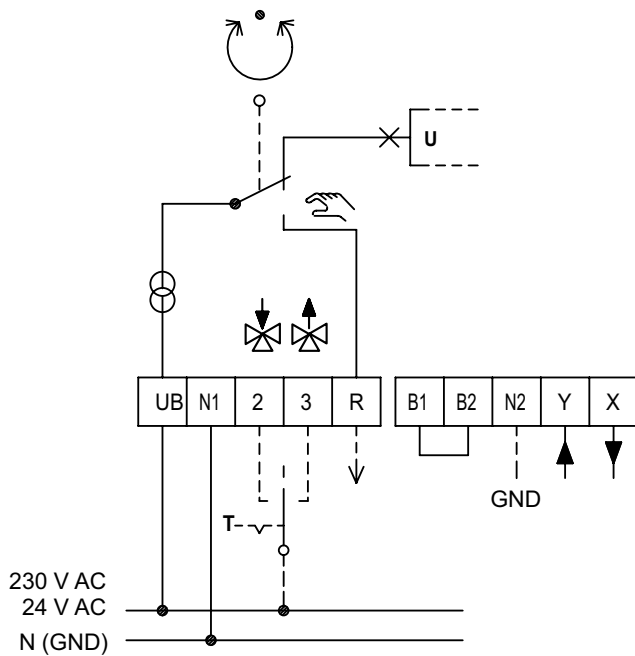 U
UB N1 2 3 R B1 B2 N2 Y X
GND
T
230 V AC
24 V AC
N (GND)